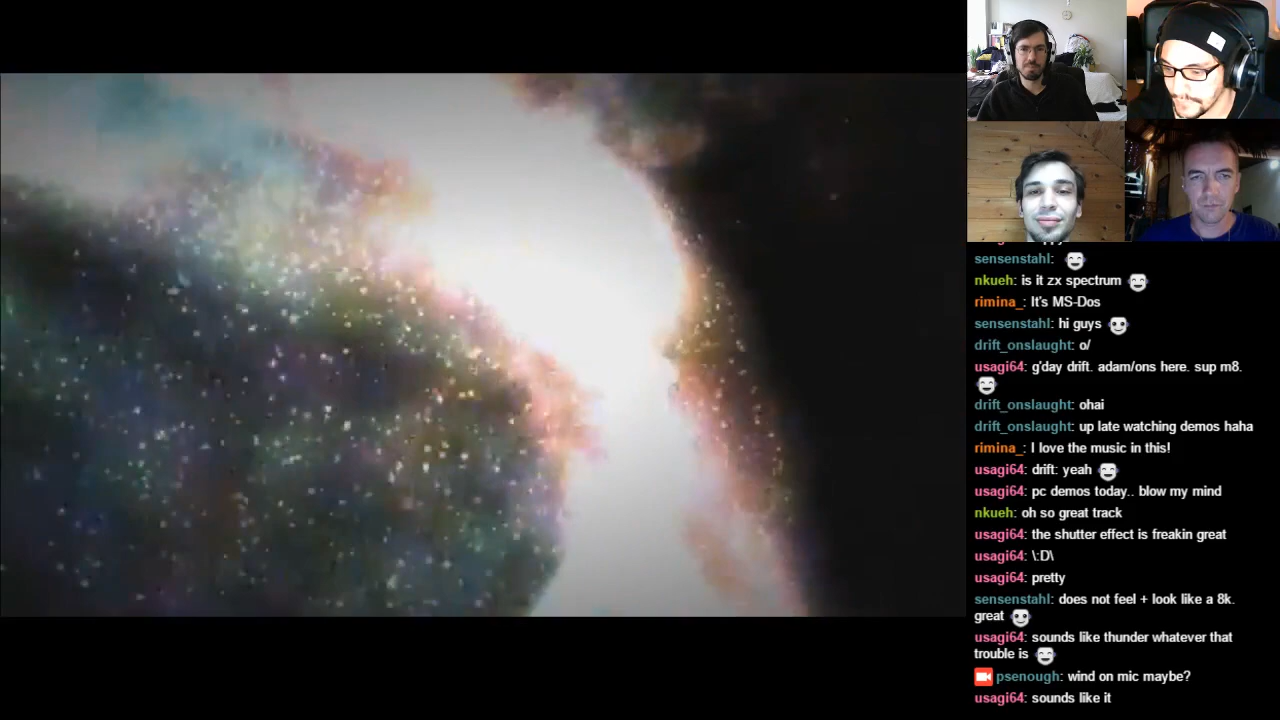 sensenstahl:
nkueh: is it zx spectrum
rimina_: It's MS-Dos
sensenstahl: hi guys
drift_onslaught: o/
usagi64: g'day drift. adam/ons here. sup m8.
drift_onslaught: ohai
drift_onslaught: up late watching demos haha
rimina_: I love the music in this!
usagi64: drift: yeah
usagi64: pc demos today.. blow my mind
nkueh: oh so great track
usagi64: the shutter effect is freakin great
usagi64: \:D\
usagi64: pretty
sensenstahl: does not feel + look like a 8k.
great
usagi64: sounds like thunder whatever that
trouble is
psenough: wind on mic maybe?
usagi64: sounds like it